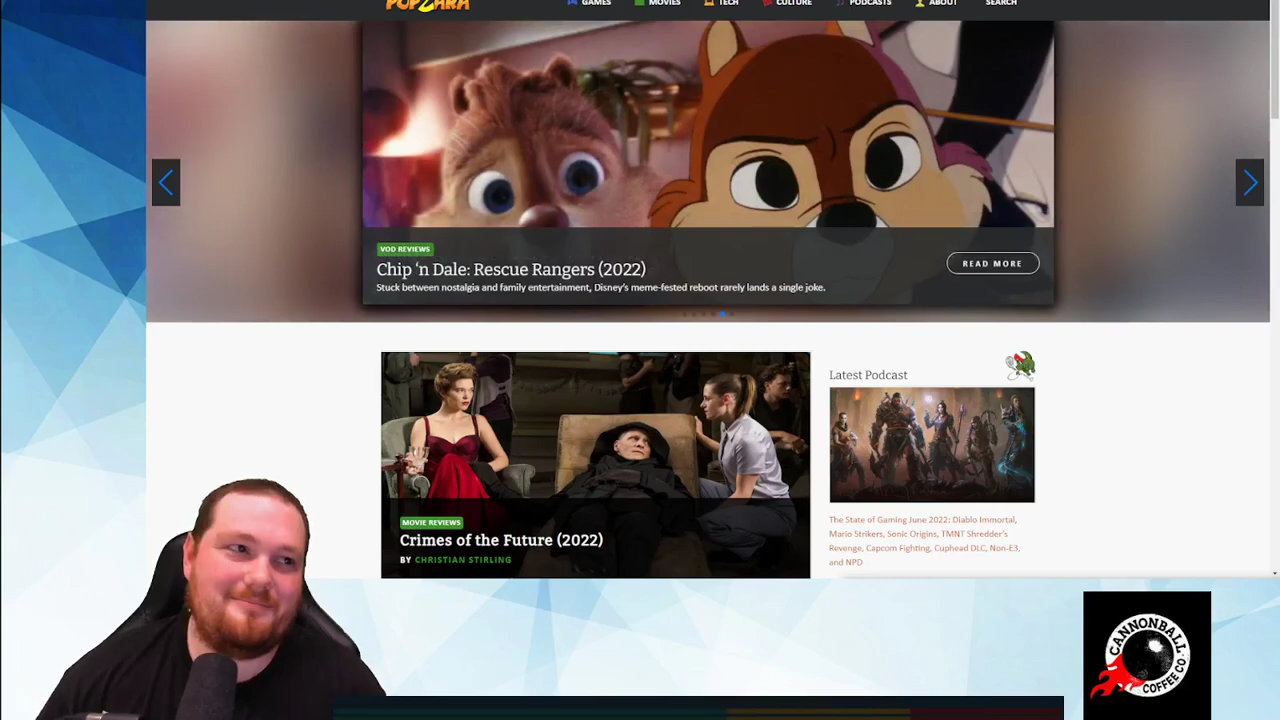 POPZARA
GAMES MOVIES TECH CULTURE PODCASTS ABOUT SEARCH
VOD REVIEWS
Chip ‘n Dale: Rescue Rangers (2022)
Stuck between nostalgia and family entertainment, Disney’s meme-fested reboot rarely lands a single joke.
READ MORE
MOVIE REVIEWS
Crimes of the Future (2022)
BY CHRISTIAN STIRLING
Latest Podcast
The State of Gaming June 2022: Diablo Immortal,
Mario Strikers, Sonic Origins, TMNT Shredder’s
Revenge, Capcom Fighting, Cuphead DLC, Non-E3,
and NPD
CANNONBALL
COFFEE CO.